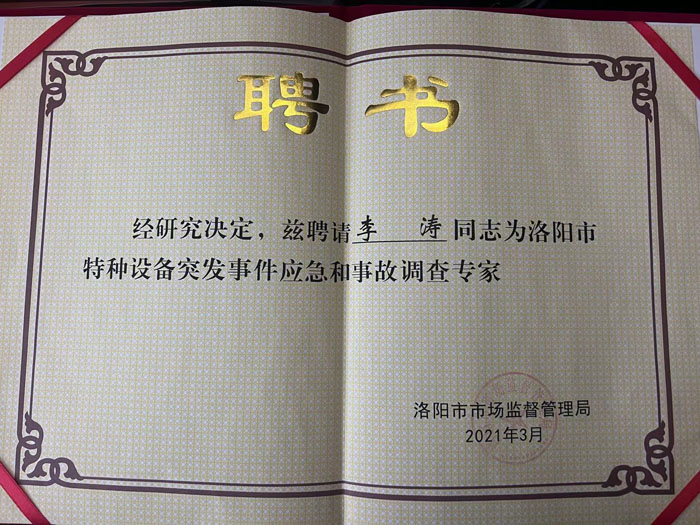 聘书
经研究决定，兹聘请李 涛同志为洛阳市
特种设备突发事件应急和事故调查专家
洛阳市市场监督管理局
2021年3月